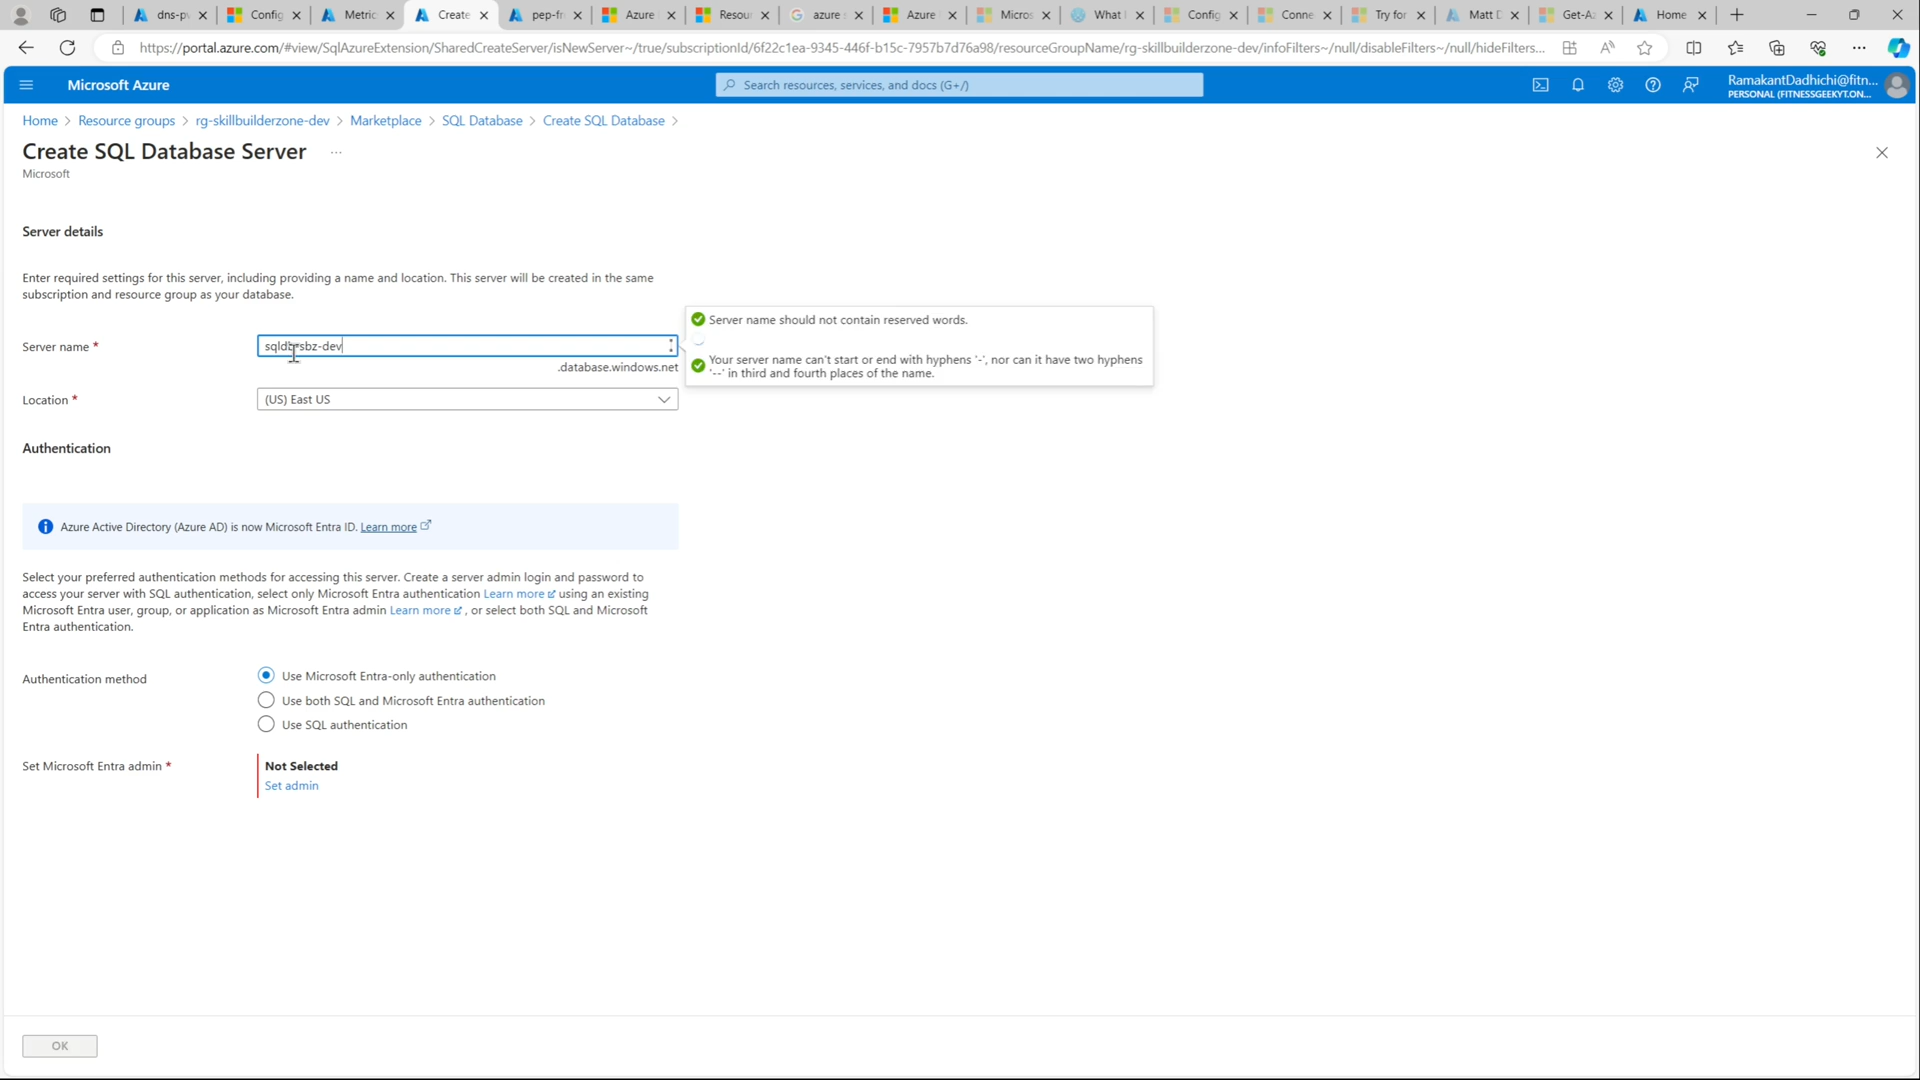 dns-pv
Config
Metric
Create
pep-fr
Azure
Resour
azure s
Azure
Micros
What I
Config
Conne
Try for
Matt D
Get-Az
Home
https://portal.azure.com/#view/SqlAzureExtension/SharedCreateServer/isNewServer~/true/subscriptionId/6f22c1ea-9345-446f-b15c-7957b7d76a98/resourceGroupName/rg-skillbuilderzone-dev/infoFilters~/null/disableFilters~/null/hideFilters...
Microsoft Azure
Search resources, services, and docs (G+/)
RamakantDadhichi@fitn...
PERSONAL (FITNESSGEEKYT.ON...
Home > Resource groups > rg-skillbuilderzone-dev > Marketplace > SQL Database > Create SQL Database >
Create SQL Database Server ...
Microsoft
Server details
Enter required settings for this server, including providing a name and location. This server will be created in the same
subscription and resource group as your database.
Server name *
.database.windows.net
Server name should not contain reserved words.
Your server name can't start or end with hyphens '-', nor can it have two hyphens
'--' in third and fourth places of the name.
Location *
(US) East US
Authentication
Azure Active Directory (Azure AD) is now Microsoft Entra ID. Learn more
Select your preferred authentication methods for accessing this server. Create a server admin login and password to
access your server with SQL authentication, select only Microsoft Entra authentication Learn more using an existing
Microsoft Entra user, group, or application as Microsoft Entra admin Learn more , or select both SQL and Microsoft
Entra authentication.
Authentication method
Use Microsoft Entra-only authentication
Use both SQL and Microsoft Entra authentication
Use SQL authentication
Set Microsoft Entra admin *
Not Selected
Set admin
OK